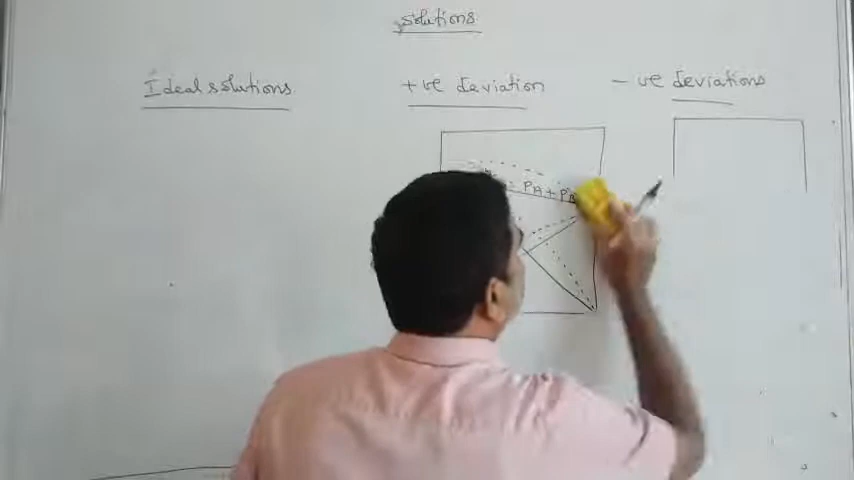 solutions
Ideal solutions
+ve deviation
- ve deviations
= PA + PB